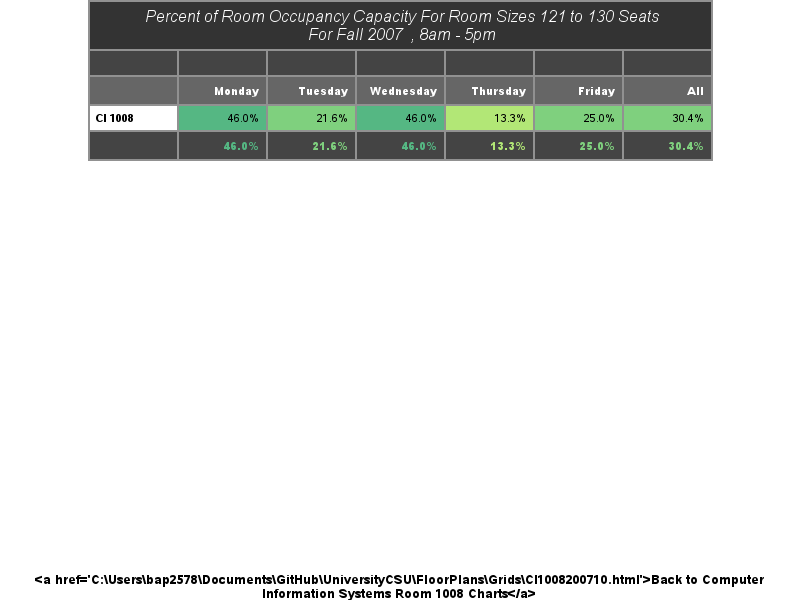 Percent of Room Occupancy Capacity For Room Sizes 121 to 130 Seats
For Fall 2007 , 8am - 5pm
Monday Tuesday Wednesday Thursday Friday All
CI 1008 46.0% 21.6% 46.0% 13.3% 25.0% 30.4%
46.0% 21.6% 46.0% 13.3% 25.0% 30.4%
<a href='C:\Users\bap2578\Documents\GitHub\UniversityCSU\FloorPlans\Grids\CI1008200710.html'>Back to Computer
Information Systems Room 1008 Charts</a>